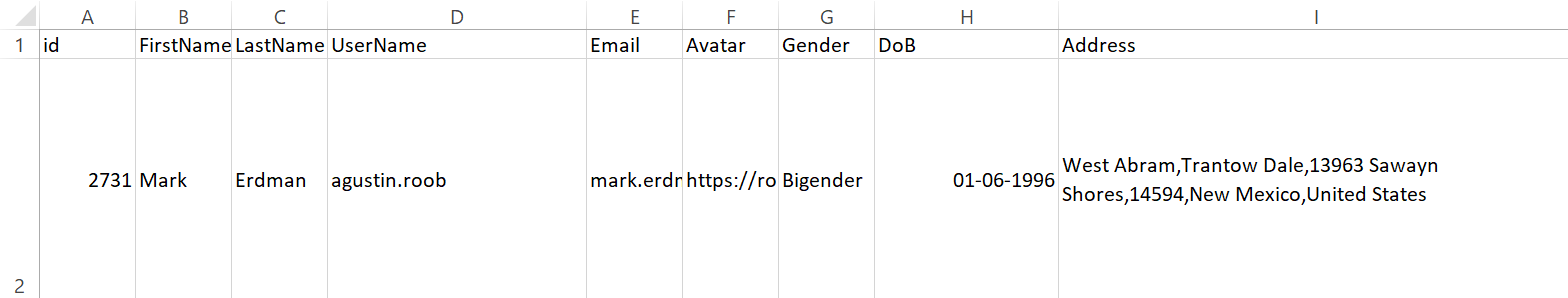 A B C D E F G H I
1 id FirstName LastName UserName Email Avatar Gender DoB Address
2731 Mark Erdman agustin.roob mark.erdr https://ro Bigender 01-06-1996 West Abram,Trantow Dale,13963 Sawayn
Shores,14594,New Mexico,United States
2